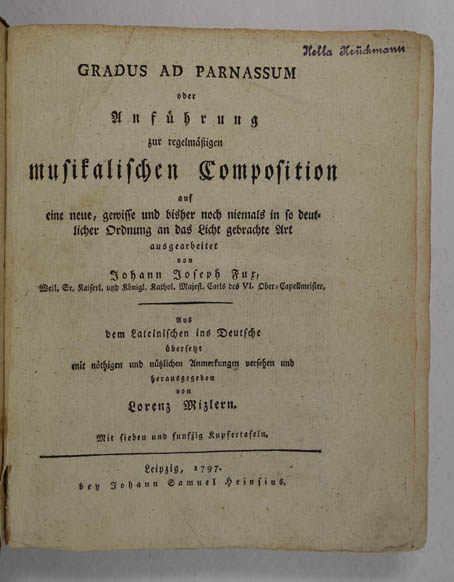 Hella Heuckmann
GRADUS AD PARNASSUM
oder
Anführung
zur regelmäßigen
musikalischen Composition
auf
eine neue, gewisse und bisher noch niemals in so deut-
licher Ordnung an das Licht gebrachte Art
ausgearbeitet
von
Johann Joseph Fux,
Weil. Sr. Kaiserl. und Königl. Kathol. Majest. Carls des VI. Ober-Capellmeister.
Aus
dem Lateinischen ins Deutsche
übersetzt
mit nöthigen und nützlichen Anmerkungen versehen und
herausgegeben
von
Lorenz Mizlern.
Mit sieben und funfzig Kupfertafeln.
Leipzig, 1797.
bey Johann Samuel Heinsius.